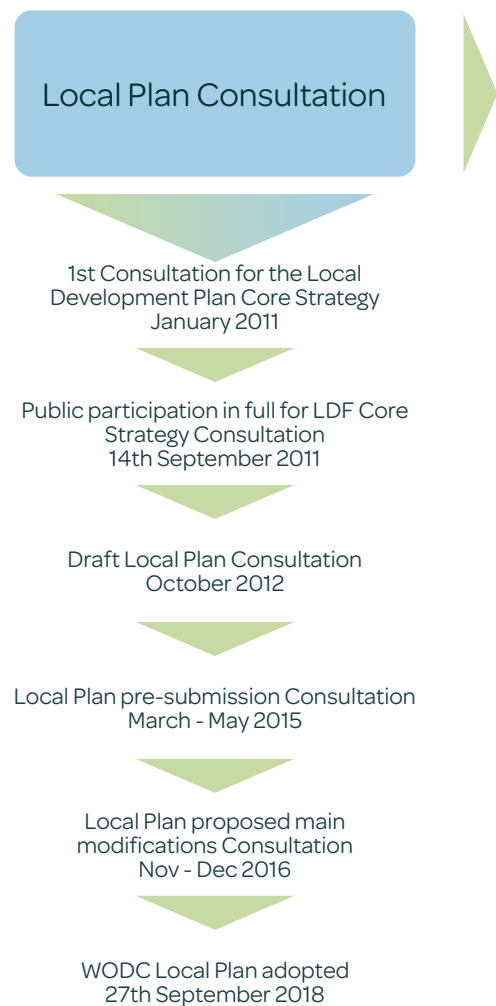 Local Plan Consultation
1st Consultation for the Local
Development Plan Core Strategy
January 2011
Public participation in full for LDF Core
Strategy Consultation
14th September 2011
Draft Local Plan Consultation
October 2012
Local Plan pre-submission Consultation
March - May 2015
Local Plan proposed main
modifications Consultation
Nov - Dec 2016
WODC Local Plan adopted
27th September 2018